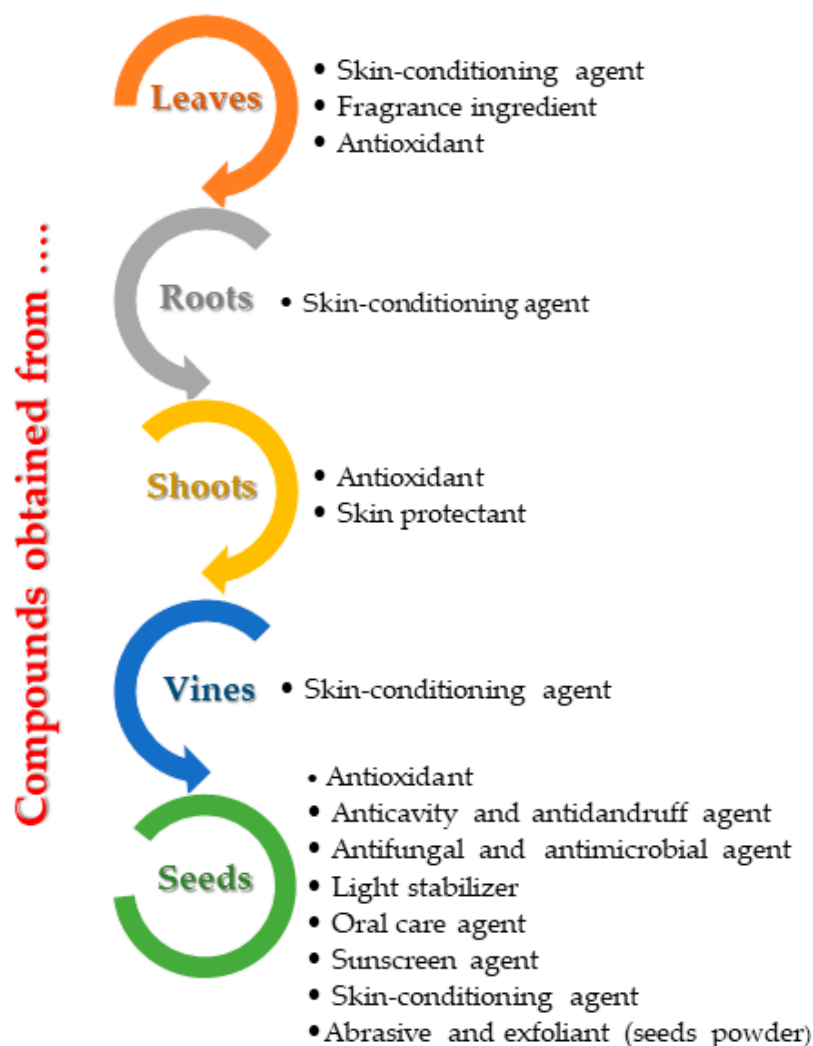 Compounds obtained from ....
Leaves
• Skin-conditioning agent
• Fragrance ingredient
• Antioxidant
Roots
• Skin-conditioning agent
Shoots
• Antioxidant
• Skin protectant
Vines
• Skin-conditioning agent
Seeds
• Antioxidant
• Anticavity and antidandruff agent
• Antifungal and antimicrobial agent
• Light stabilizer
• Oral care agent
• Sunscreen agent
• Skin-conditioning agent
•Abrasive and exfoliant (seeds powder)